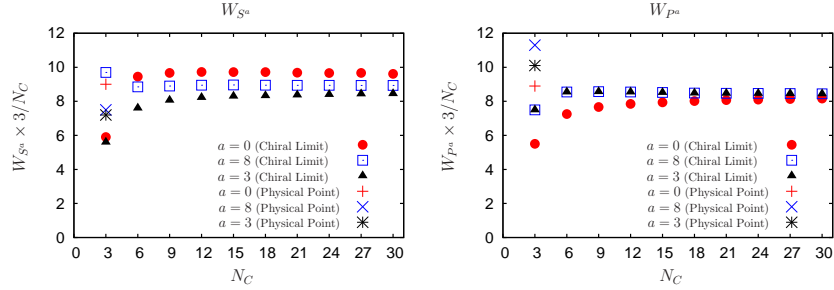 W_{S^a}
W_{S^a} × 3/N_C
12
10
8
6
4
2
0
a = 0 (Chiral Limit)
a = 8 (Chiral Limit)
a = 3 (Chiral Limit)
a = 0 (Physical Point)
a = 8 (Physical Point)
a = 3 (Physical Point)
0 3 6 9 12 15 18 21 24 27 30
N_C
W_{P^a}
W_{P^a} × 3/N_C
12
10
8
6
4
2
0
a = 0 (Chiral Limit)
a = 8 (Chiral Limit)
a = 3 (Chiral Limit)
a = 0 (Physical Point)
a = 8 (Physical Point)
a = 3 (Physical Point)
0 3 6 9 12 15 18 21 24 27 30
N_C